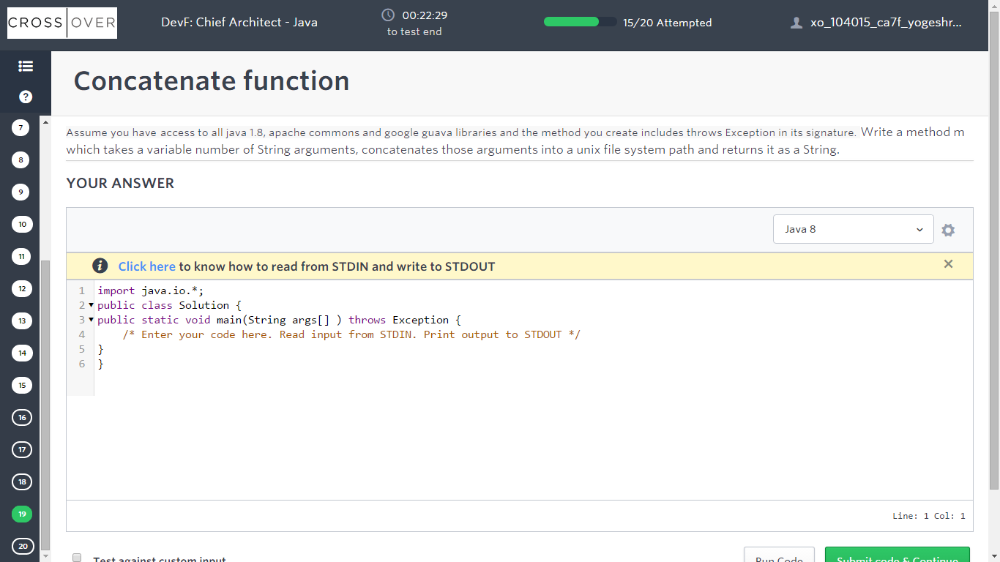 CROSS OVER
DevF: Chief Architect - Java
00:22:29
to test end
15/20 Attempted
xo_104015_ca7f_yogeshr...
?
7
8
9
10
11
12
13
14
15
16
17
18
19
20
Concatenate function
Assume you have access to all java 1.8, apache commons and google guava libraries and the method you create includes throws Exception in its signature. Write a method m
which takes a variable number of String arguments, concatenates those arguments into a unix file system path and returns it as a String.
YOUR ANSWER
Java 8
i Click here to know how to read from STDIN and write to STDOUT ×
1 import java.io.*;
2 public class Solution {
3 public static void main(String args[] ) throws Exception {
4 /* Enter your code here. Read input from STDIN. Print output to STDOUT */
5 }
6 }
Line: 1 Col: 1
Test against custom input
Run Code
Submit code & Continue